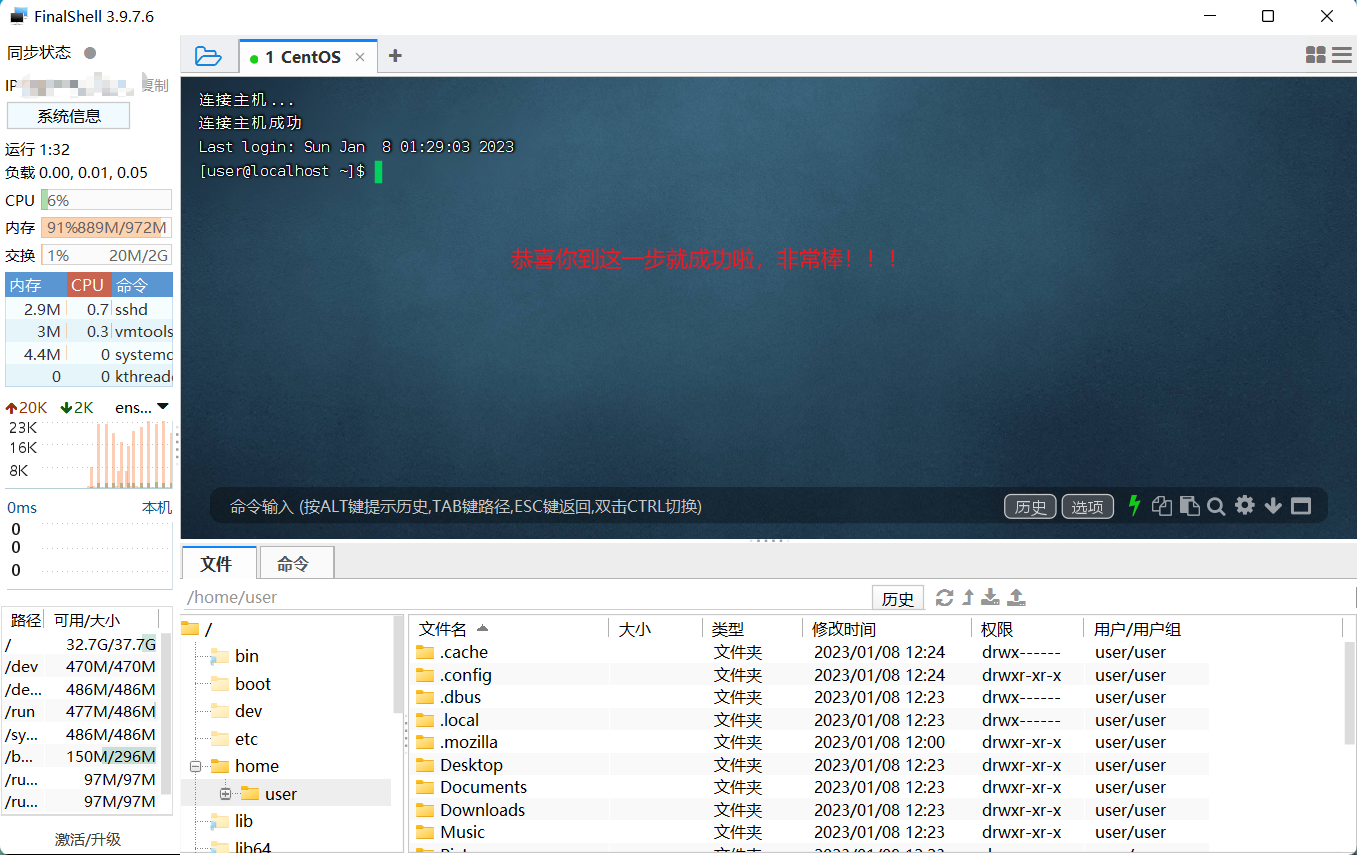 FinalShell 3.9.7.6
同步状态
IP
复制
系统信息
运行 1:32
负载 0.00, 0.01, 0.05
CPU 6%
内存 91% 889M/972M
交换 1% 20M/2G
内存 CPU 命令
2.9M 0.7 sshd
3M 0.3 vmtools
4.4M 0 systemd
0 0 kthread
20K 2K ens...
23K
16K
8K
0ms 本机
0
0
0
路径 可用/大小
/ 32.7G/37.7G
/dev 470M/470M
/de... 486M/486M
/run 477M/486M
/sy... 486M/486M
/b... 150M/296M
/ru... 97M/97M
/ru... 97M/97M
激活/升级
1 CentOS
连接主机...
连接主机成功
Last login: Sun Jan  8 01:29:03 2023
[user@localhost ~]$
恭喜你到这一步就成功啦，非常棒！！！
命令输入 (按ALT键提示历史,TAB键路径,ESC键返回,双击CTRL切换)
历史 选项
文件 命令
/home/user
历史
/
bin
boot
dev
etc
home
user
lib
lib64
文件名 大小 类型 修改时间 权限 用户/用户组
.cache 文件夹 2023/01/08 12:24 drwx------ user/user
.config 文件夹 2023/01/08 12:24 drwxr-xr-x user/user
.dbus 文件夹 2023/01/08 12:23 drwx------ user/user
.local 文件夹 2023/01/08 12:23 drwx------ user/user
.mozilla 文件夹 2023/01/08 12:00 drwxr-xr-x user/user
Desktop 文件夹 2023/01/08 12:23 drwxr-xr-x user/user
Documents 文件夹 2023/01/08 12:23 drwxr-xr-x user/user
Downloads 文件夹 2023/01/08 12:23 drwxr-xr-x user/user
Music 文件夹 2023/01/08 12:23 drwxr-xr-x user/user